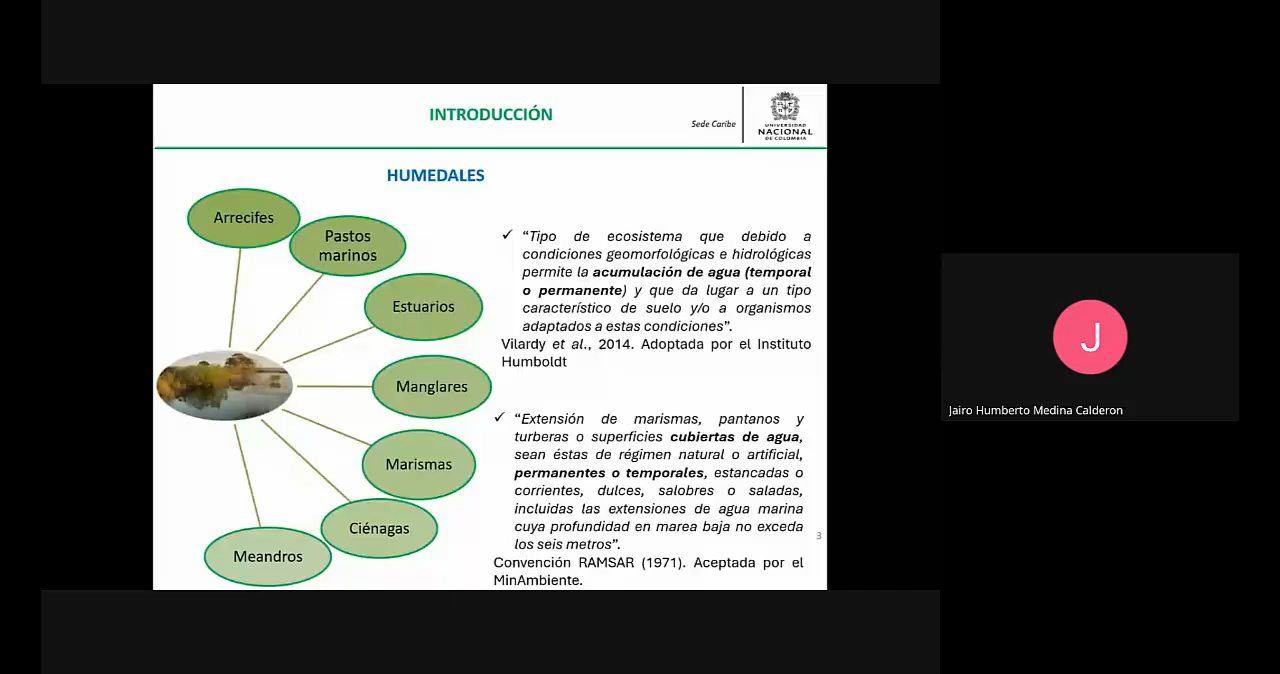 INTRODUCCIÓN
Sede Caribe
UNIVERSIDAD
NACIONAL
DE COLOMBIA
HUMEDALES
Arrecifes
Pastos
marinos
Estuarios
Manglares
Marismas
Ciénagas
Meandros
✓ “Tipo de ecosistema que debido a
condiciones geomorfológicas e hidrológicas
permite la acumulación de agua (temporal
o permanente) y que da lugar a un tipo
característico de suelo y/o a organismos
adaptados a estas condiciones”.
Vilardy et al., 2014. Adoptada por el Instituto
Humboldt
✓ “Extensión de marismas, pantanos y
turberas o superficies cubiertas de agua,
sean éstas de régimen natural o artificial,
permanentes o temporales, estancadas o
corrientes, dulces, salobres o saladas,
incluidas las extensiones de agua marina
cuya profundidad en marea baja no exceda
los seis metros”.
Convención RAMSAR (1971). Aceptada por el
MinAmbiente.
3
J
Jairo Humberto Medina Calderon